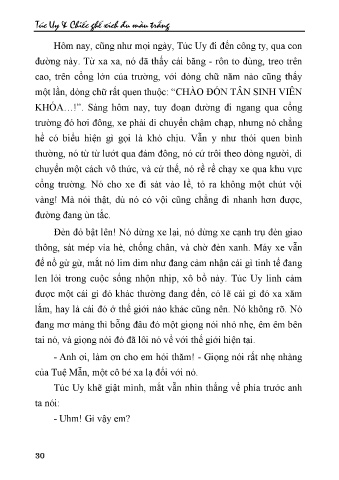 Túc Uy & Chiếc ghế xích đu màu trắng
Hôm nay, cũng như mọi ngày, Túc Uy đi đến công ty, qua con
đường này. Từ xa xa, nó đã thấy cái băng - rôn to dùng, treo trên
cao, trên cổng lớn của trường, với dòng chữ năm nào cũng thấy
một lần, dòng chữ rất quen thuộc: “CHÀO ĐÓN TÂN SINH VIÊN
KHÓA…!”. Sáng hôm nay, tuy đoạn đường đi ngang qua cổng
trường đó hơi đông, xe phải di chuyển chậm chạp, nhưng nó chẳng
hề có biểu hiện gì gọi là khó chịu. Vẫn y như thói quen bình
thường, nó từ từ lướt qua đám đông, nó cứ trôi theo dòng người, di
chuyển một cách vô thức, và cứ thế, nó rề rề chạy xe qua khu vực
cổng trường. Nó cho xe đi sát vào lề, tỏ ra không một chút vội
vàng! Mà nói thật, dù nó có vội cũng chẳng đi nhanh hơn được,
đường đang ùn tắc.
Đèn đỏ bật lên! Nó dừng xe lại, nó dừng xe cạnh trụ đèn giao
thông, sát mép vỉa hè, chống chân, và chờ đèn xanh. Máy xe vẫn
để nổ gừ gừ, mắt nó lim dim như đang cảm nhận cái gì tinh tế đang
len lỏi trong cuộc sống nhộn nhịp, xô bồ này. Túc Uy linh cảm
được một cái gì đó khác thường đang đến, có lẽ cái gì đó xa xăm
lắm, hay là cái gì đó ở thế giới nào khác cũng nên. Nó không rõ. Nó
đang mơ màng thì bỗng đâu đó một giọng nói nhỏ nhẹ, êm êm bên
tai nó, và giọng nói đó đã lôi nó về với thế giới hiện tại.
- Anh ơi, làm ơn cho em hỏi thăm! - Giọng nói rất nhẹ nhàng
của Tuệ Mẫn, một cô bé xa lạ đối với nó.
Túc Uy khẽ giật mình, mắt vẫn nhìn thẳng về phía trước anh
ta nói:
- Uhm! Gì vậy em?
30